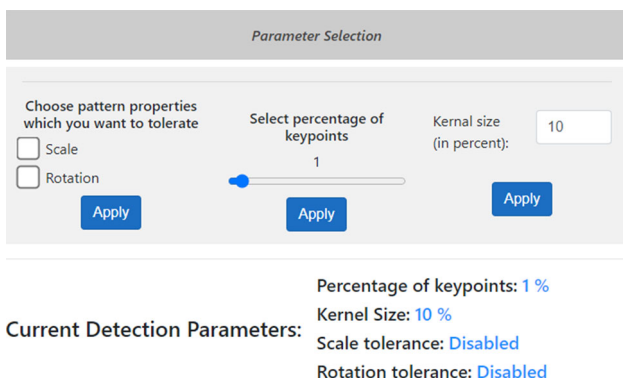 Parameter Selection
Choose pattern properties
which you want to tolerate
Scale
Rotation
Apply
Select percentage of
keypoints
1
Apply
Kernal size
(in percent):
10
Apply
Current Detection Parameters:
Percentage of keypoints: 1 %
Kernel Size: 10 %
Scale tolerance: Disabled
Rotation tolerance: Disabled